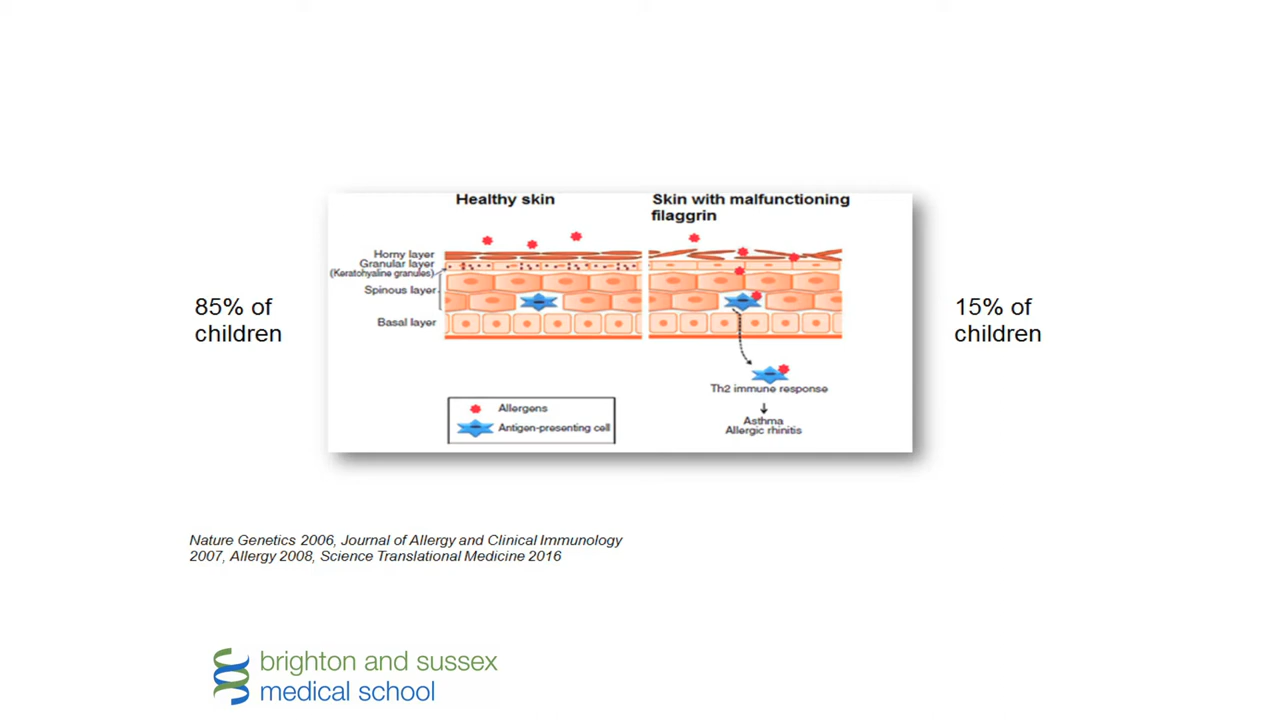 Healthy skin
Skin with malfunctioning
filaggrin
Horny layer
Granular layer
(Keratohyaline granules)
Spinous layer
Basal layer
85% of
children
15% of
children
Th2 immune response
Asthma
Allergic rhinitis
Allergens
Antigen-presenting cell
Nature Genetics 2006, Journal of Allergy and Clinical Immunology
2007, Allergy 2008, Science Translational Medicine 2016
brighton and sussex
medical school